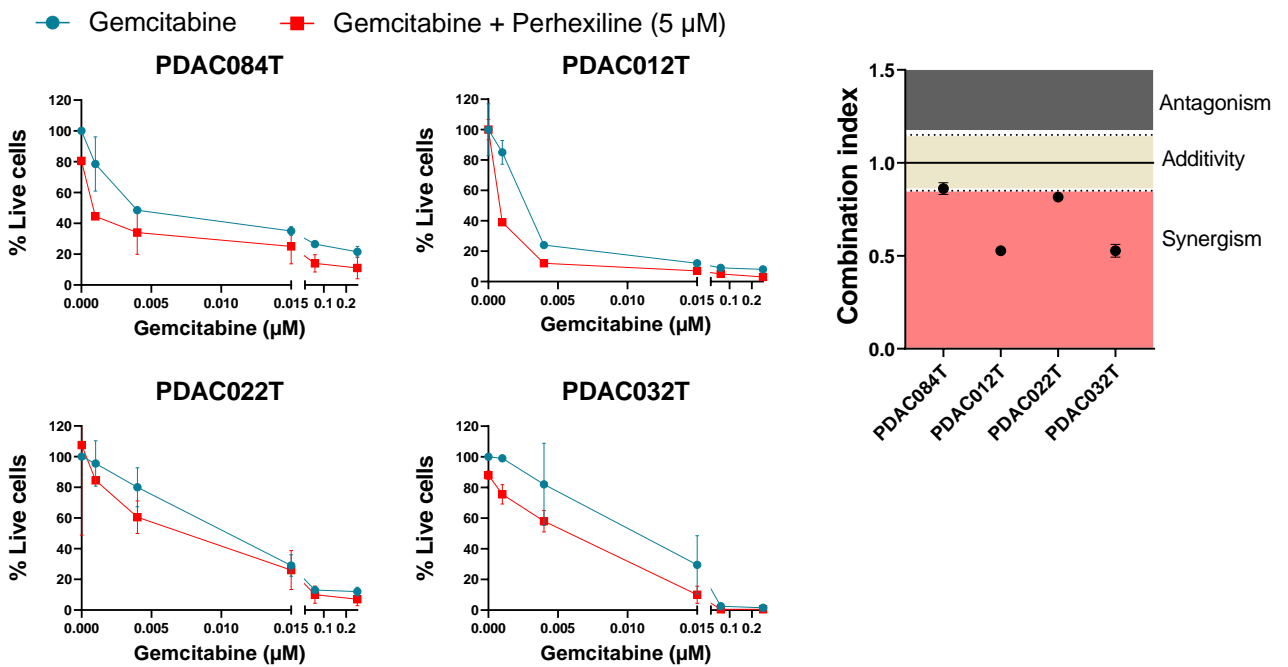 Gemcitabine
Gemcitabine + Perhexiline (5 µM)
PDAC084T
% Live cells
120
100
80
60
40
20
0
0.000 0.005 0.010 0.015 0.1 0.2
Gemcitabine (µM)
PDAC012T
% Live cells
120
100
80
60
40
20
0
0.000 0.005 0.010 0.015 0.1 0.2
Gemcitabine (µM)
Combination index
1.5
1.0
0.5
0.0
Antagonism
Additivity
Synergism
PDAC084T
PDAC012T
PDAC022T
PDAC032T
PDAC022T
% Live cells
120
100
80
60
40
20
0
0.000 0.005 0.010 0.015 0.1 0.2
Gemcitabine (µM)
PDAC032T
% Live cells
120
100
80
60
40
20
0
0.000 0.005 0.010 0.015 0.1 0.2
Gemcitabine (µM)